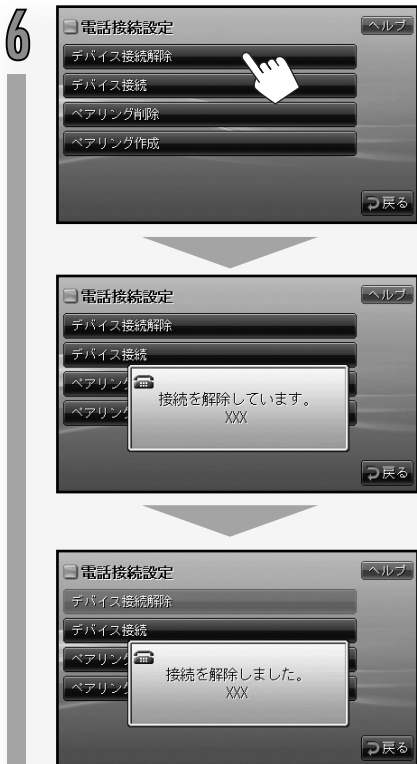 6
電話接続設定
ヘルプ
デバイス接続解除
デバイス接続
ペアリング削除
ペアリング作成
戻る
電話接続設定
ヘルプ
デバイス接続解除
デバイス接続
ペアリング
ペアリング
接続を解除しています。
XXX
戻る
電話接続設定
ヘルプ
デバイス接続解除
デバイス接続
ペアリング
ペアリング
接続を解除しました。
XXX
戻る